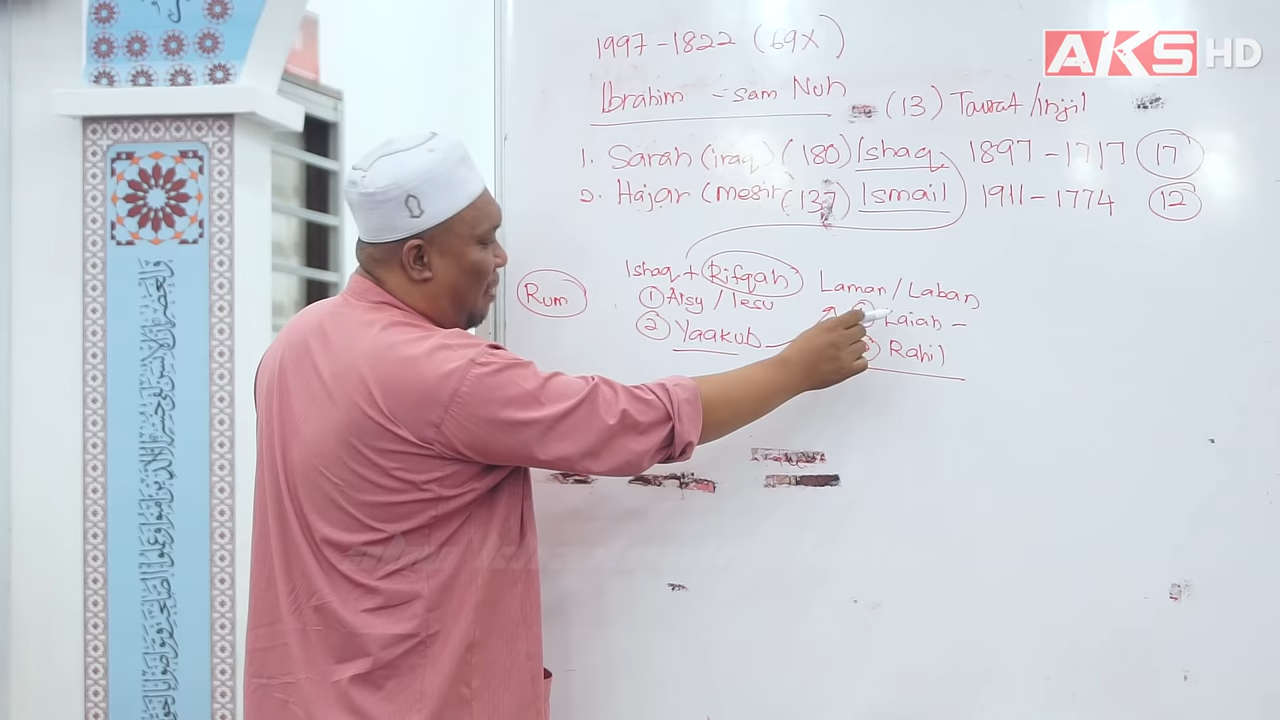 AKS HD
1997 - 1822 (69x)
Ibrahim - Sam Nuh
(13) Taurat /Injil
1. Sarah (iraq) (180) Ishaq 1897 - 1717 (17)
2. Hajar (mesir (137) Ismail 1911 - 1774 (12)
Ishaq + Rifqah
Laman / Laban
Rum
1 Aisy / Iesu
Laiah -
2 Yaakub
Rahil